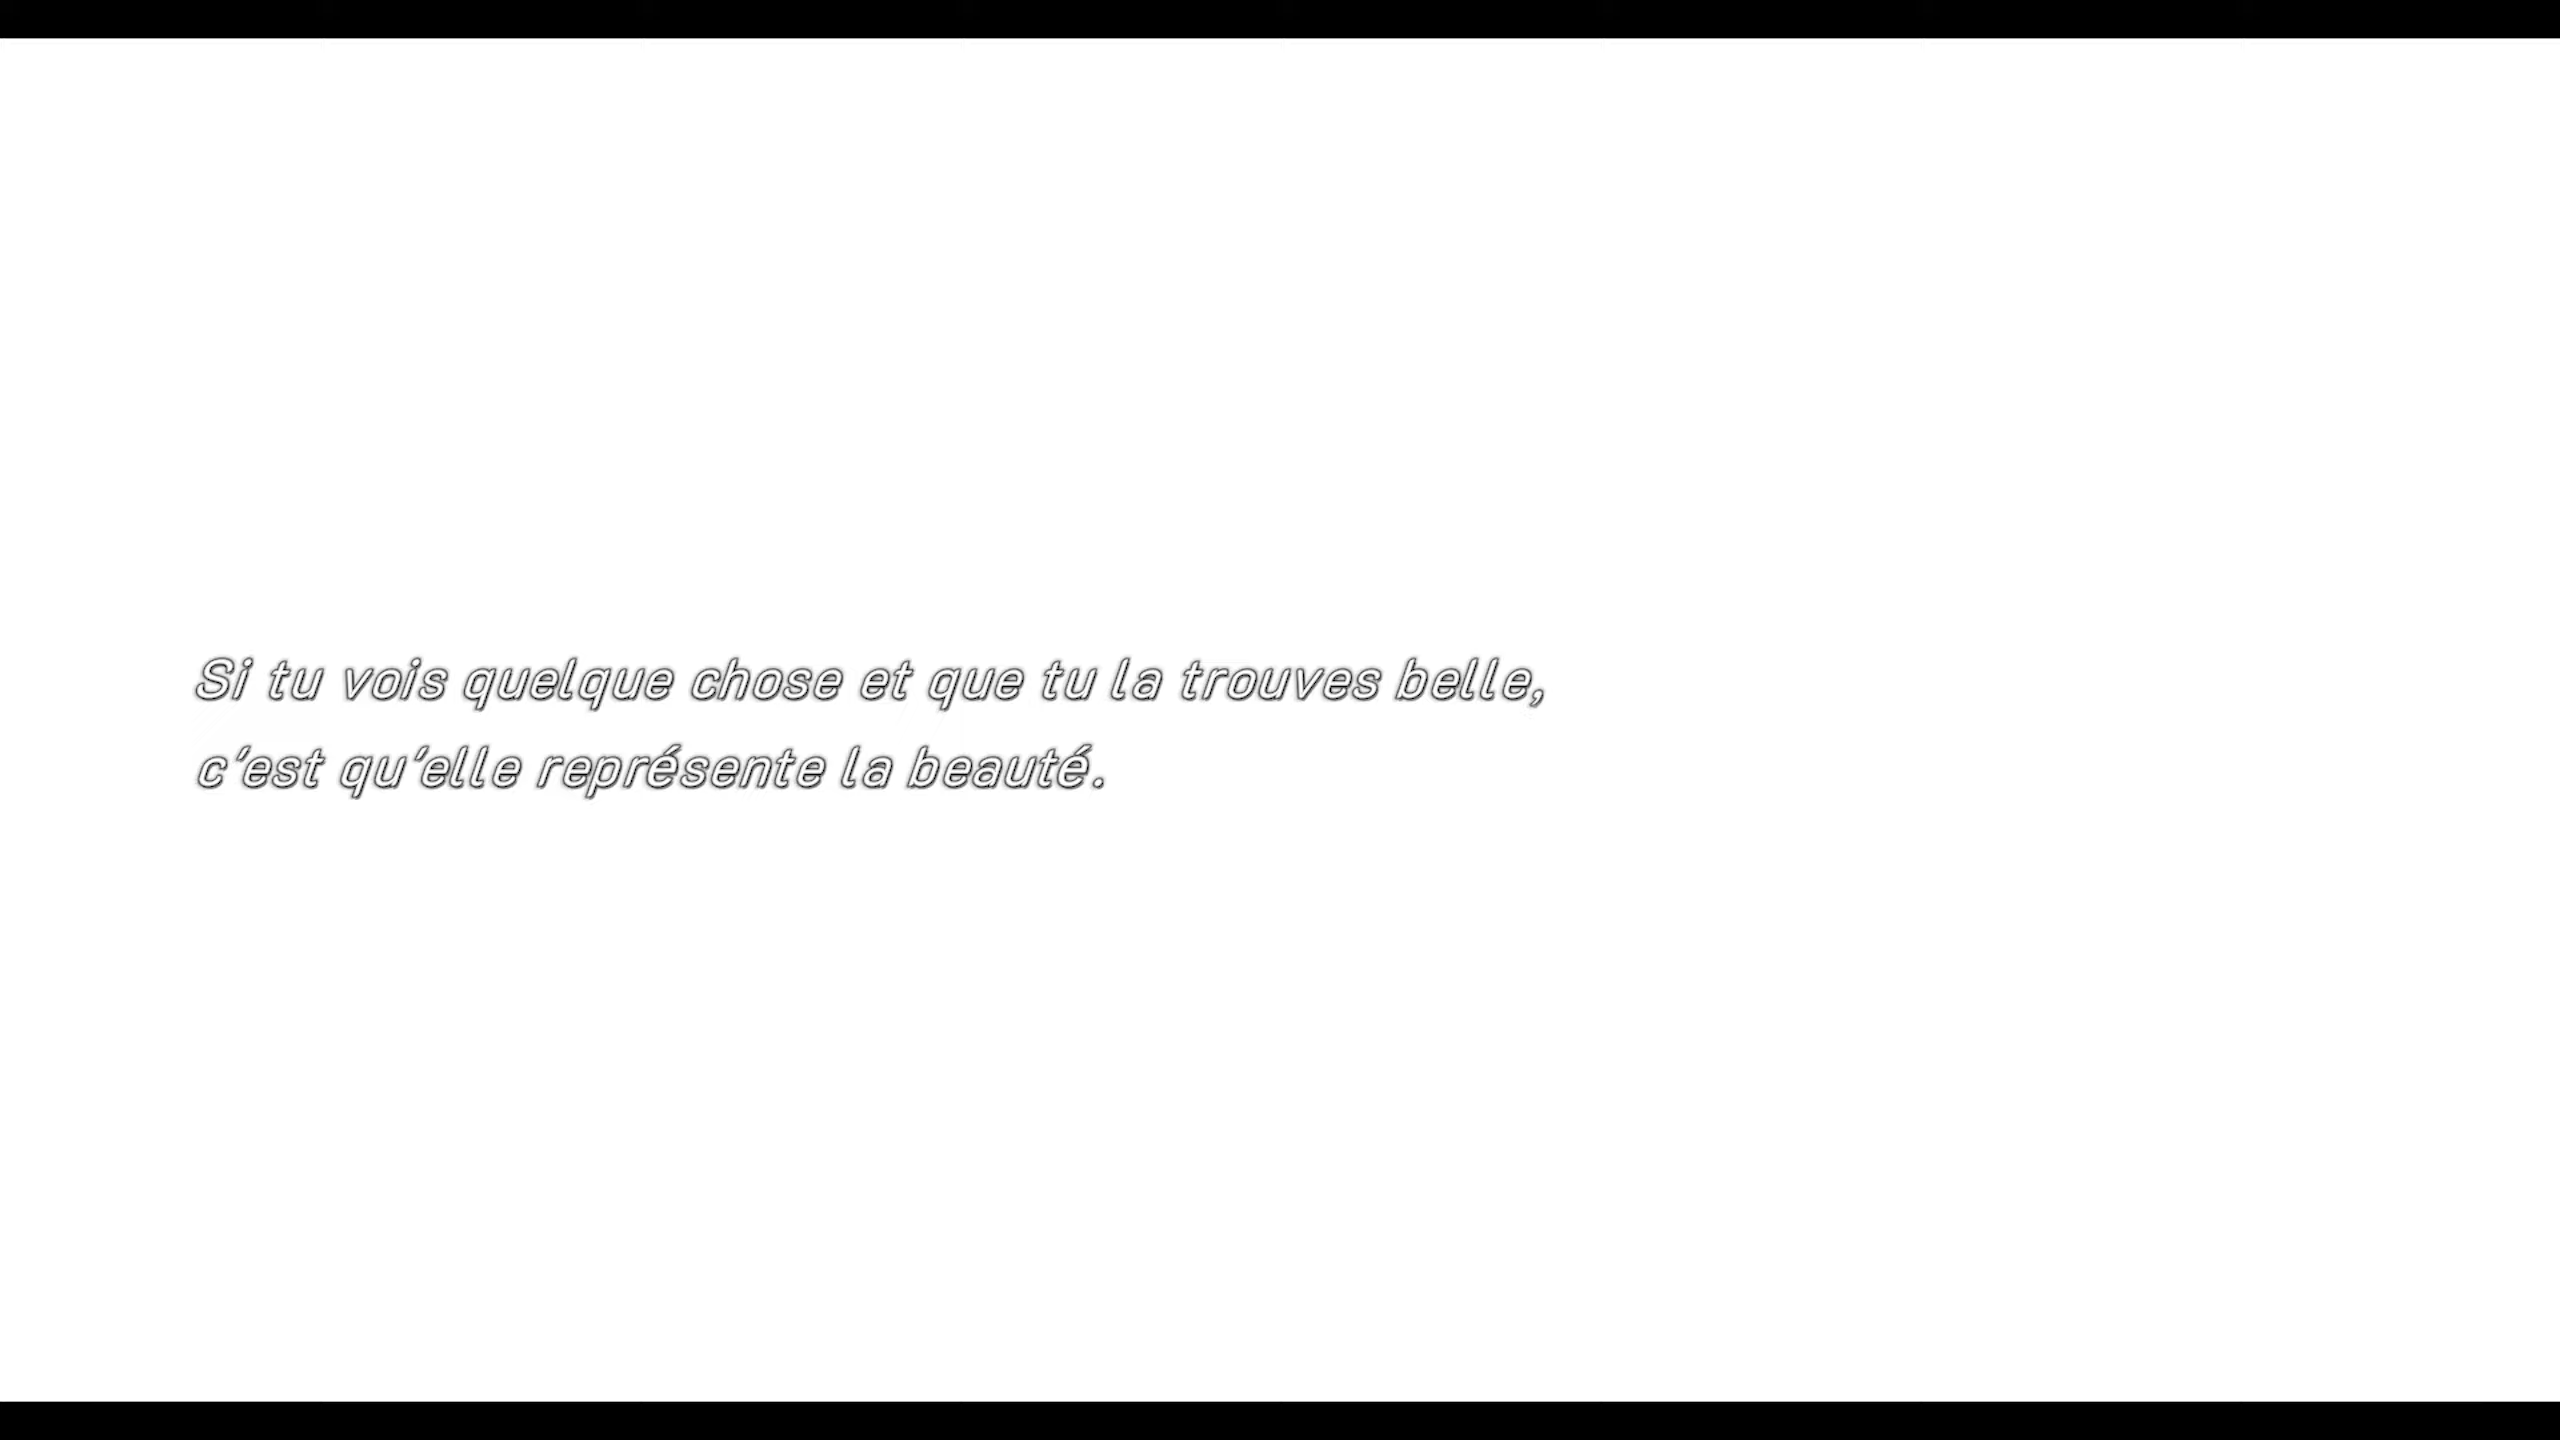 Si tu vois quelque chose et que tu la trouves belle,
c'est qu'elle représente la beauté.